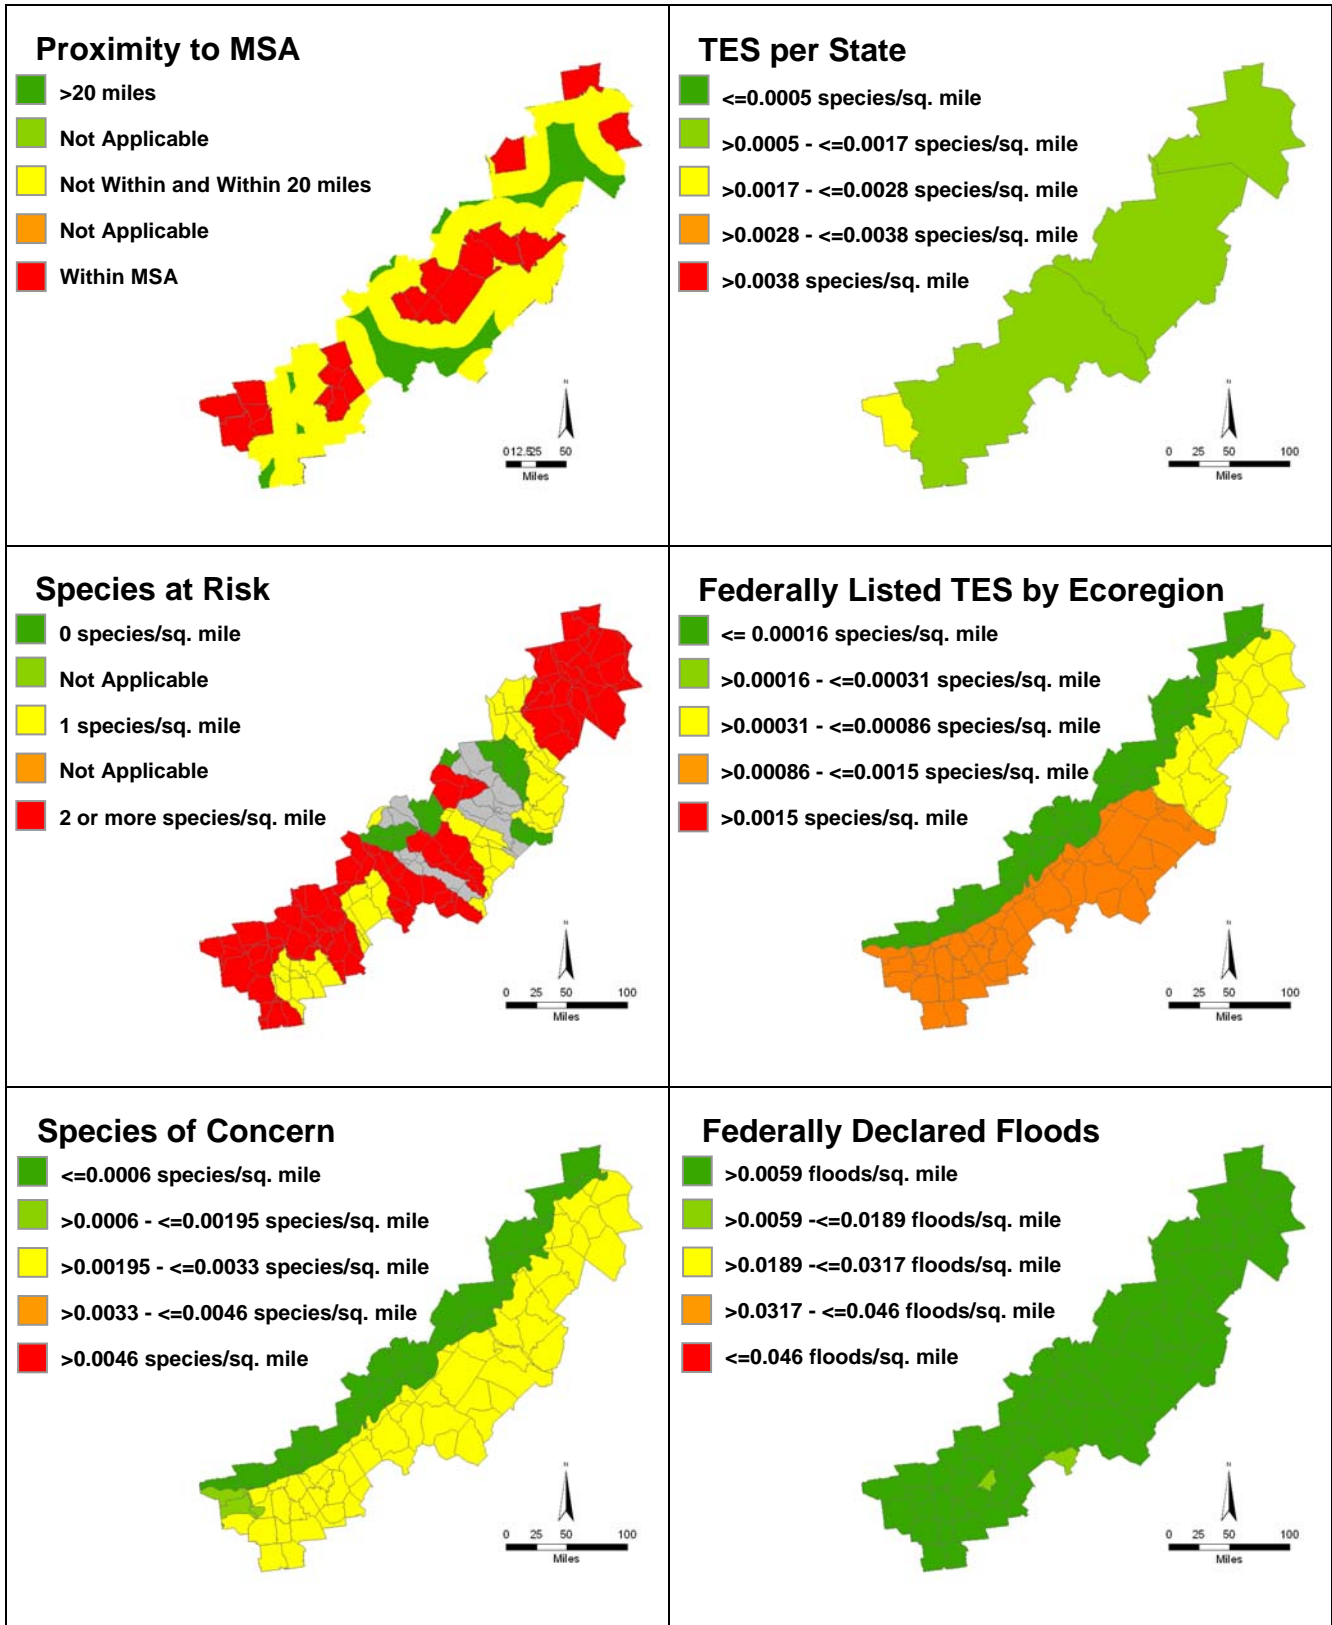 Proximity to MSA
>20 miles
Not Applicable
Not Within and Within 20 miles
Not Applicable
Within MSA
N
012.525 50
Miles
TES per State
<=0.0005 species/sq. mile
>0.0005 - <=0.0017 species/sq. mile
>0.0017 - <=0.0028 species/sq. mile
>0.0028 - <=0.0038 species/sq. mile
>0.0038 species/sq. mile
N
0 25 50 100
Miles
Species at Risk
0 species/sq. mile
Not Applicable
1 species/sq. mile
Not Applicable
2 or more species/sq. mile
N
0 25 50 100
Miles
Federally Listed TES by Ecoregion
<= 0.00016 species/sq. mile
>0.00016 - <=0.00031 species/sq. mile
>0.00031 - <=0.00086 species/sq. mile
>0.00086 - <=0.0015 species/sq. mile
>0.0015 species/sq. mile
N
0 25 50 100
Miles
Species of Concern
<=0.0006 species/sq. mile
>0.0006 - <=0.00195 species/sq. mile
>0.00195 - <=0.0033 species/sq. mile
>0.0033 - <=0.0046 species/sq. mile
>0.0046 species/sq. mile
N
0 25 50 100
Miles
Federally Declared Floods
>0.0059 floods/sq. mile
>0.0059 -<=0.0189 floods/sq. mile
>0.0189 -<=0.0317 floods/sq. mile
>0.0317 - <=0.046 floods/sq. mile
<=0.046 floods/sq. mile
N
0 25 50 100
Miles